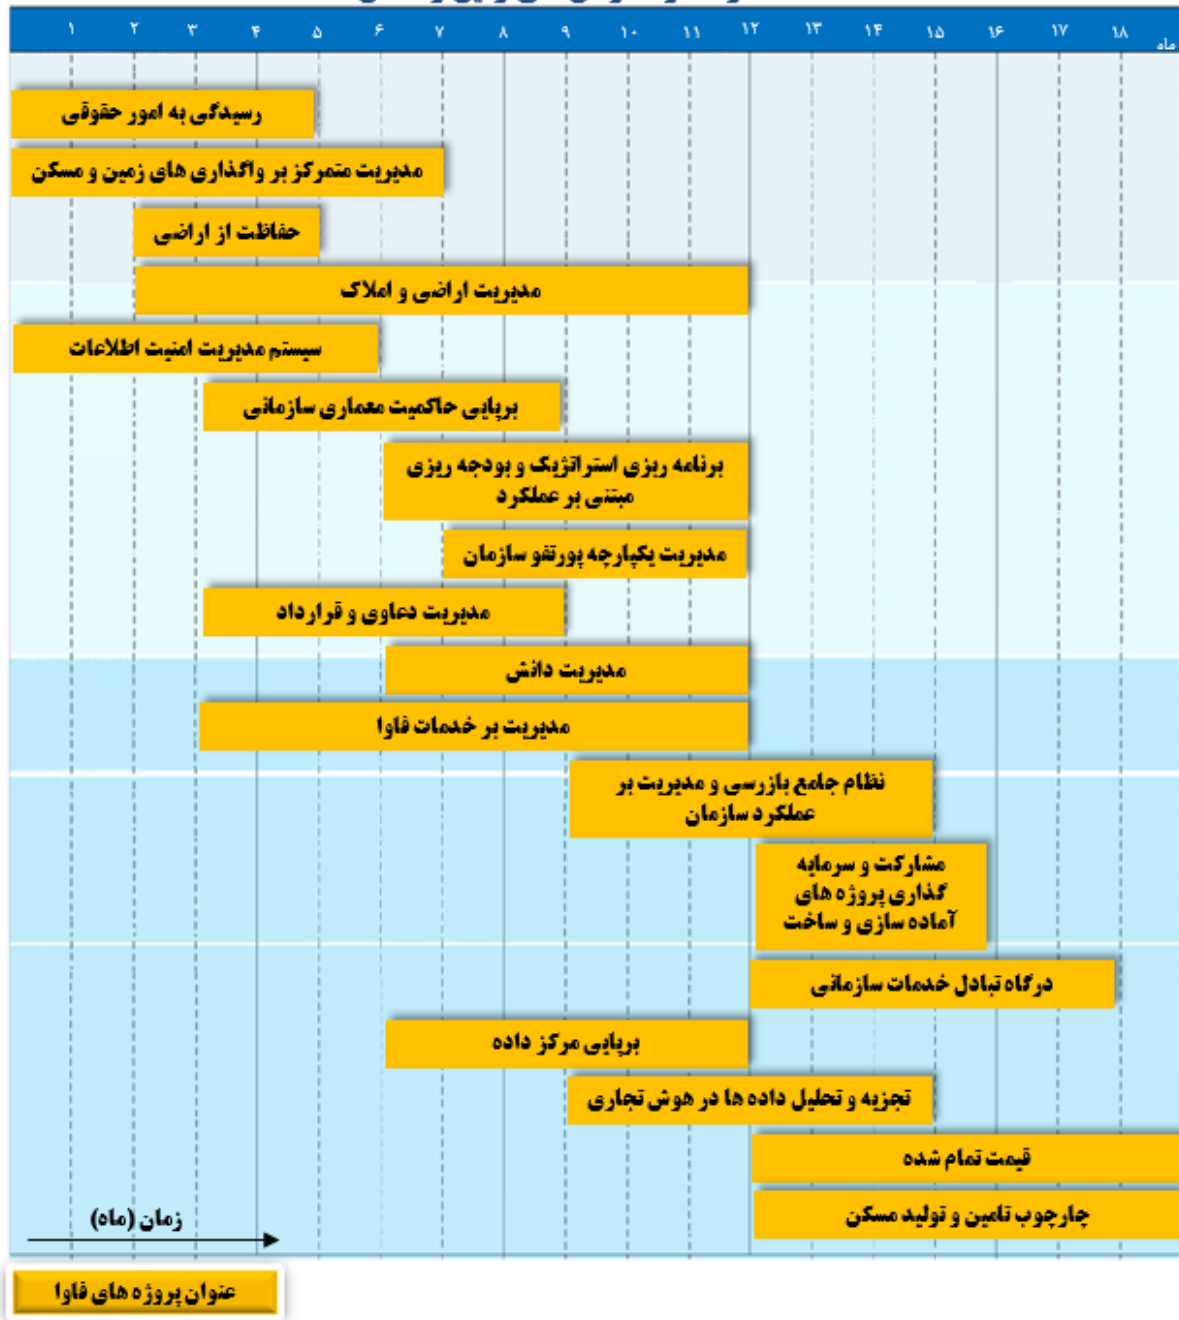 ۱ ۲ ۳ ۴ ۵ ۶ ۷ ۸ ۹ ۱۰ ۱۱ ۱۲ ۱۳ ۱۴ ۱۵ ۱۶ ۱۷ ۱۸ ماه
رسیدگی به امور حقوقی
مدیریت متمرکز بر واگذاری های زمین و مسکن
حفاظت از اراضی
مدیریت اراضی و املاک
سیستم مدیریت امنیت اطلاعات
برپایی حاکمیت معماری سازمانی
برنامه ریزی استراتژیک و بودجه ریزی
مبتنی بر عملکرد
مدیریت یکپارچه پورتفو سازمان
مدیریت دعاوی و قرارداد
مدیریت دانش
مدیریت بر خدمات فاوا
نظام جامع بازرسی و مدیریت بر
عملکرد سازمان
مشارکت و سرمایه
گذاری پروژه های
آماده سازی و ساخت
درگاه تبادل خدمات سازمانی
برپایی مرکز داده
تجزیه و تحلیل داده ها در هوش تجاری
قیمت تمام شده
چارچوب تامین و تولید مسکن
زمان (ماه)
عنوان پروژه های فاوا